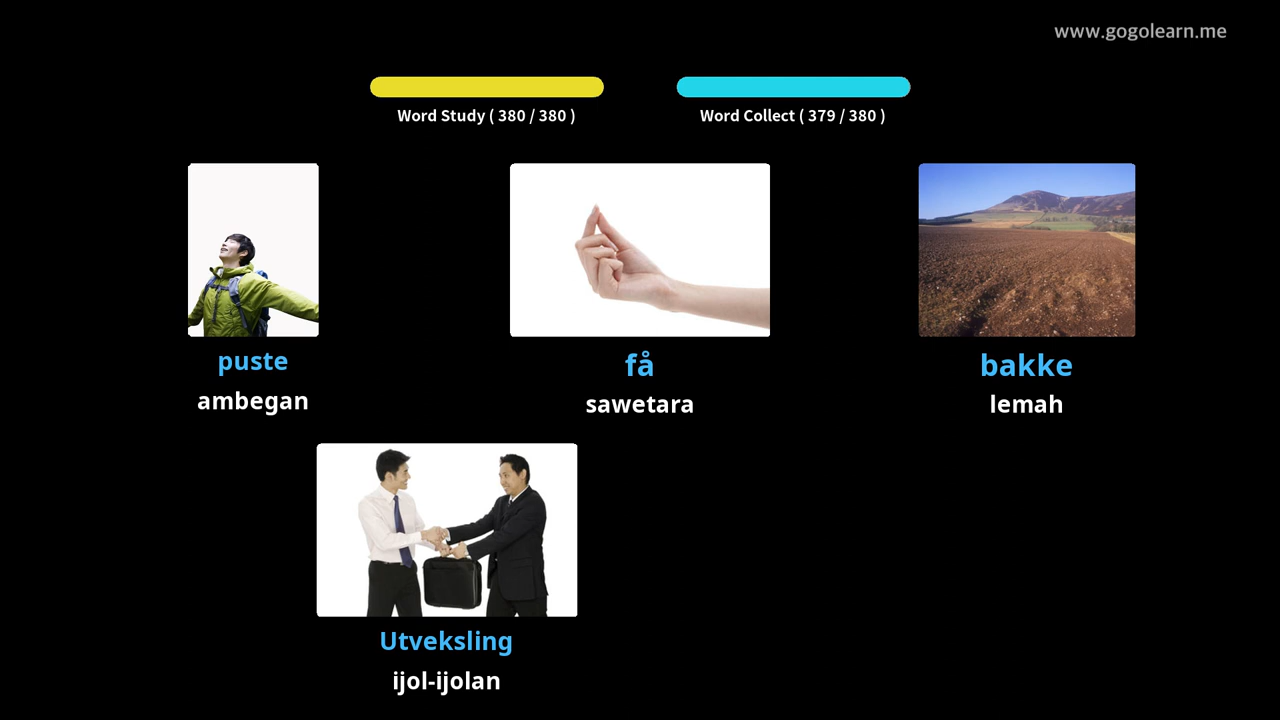 www.gogolearn.me
Word Study ( 380 / 380 )
Word Collect ( 379 / 380 )
puste
ambegan
få
sawetara
bakke
lemah
Utveksling
ijol-ijolan